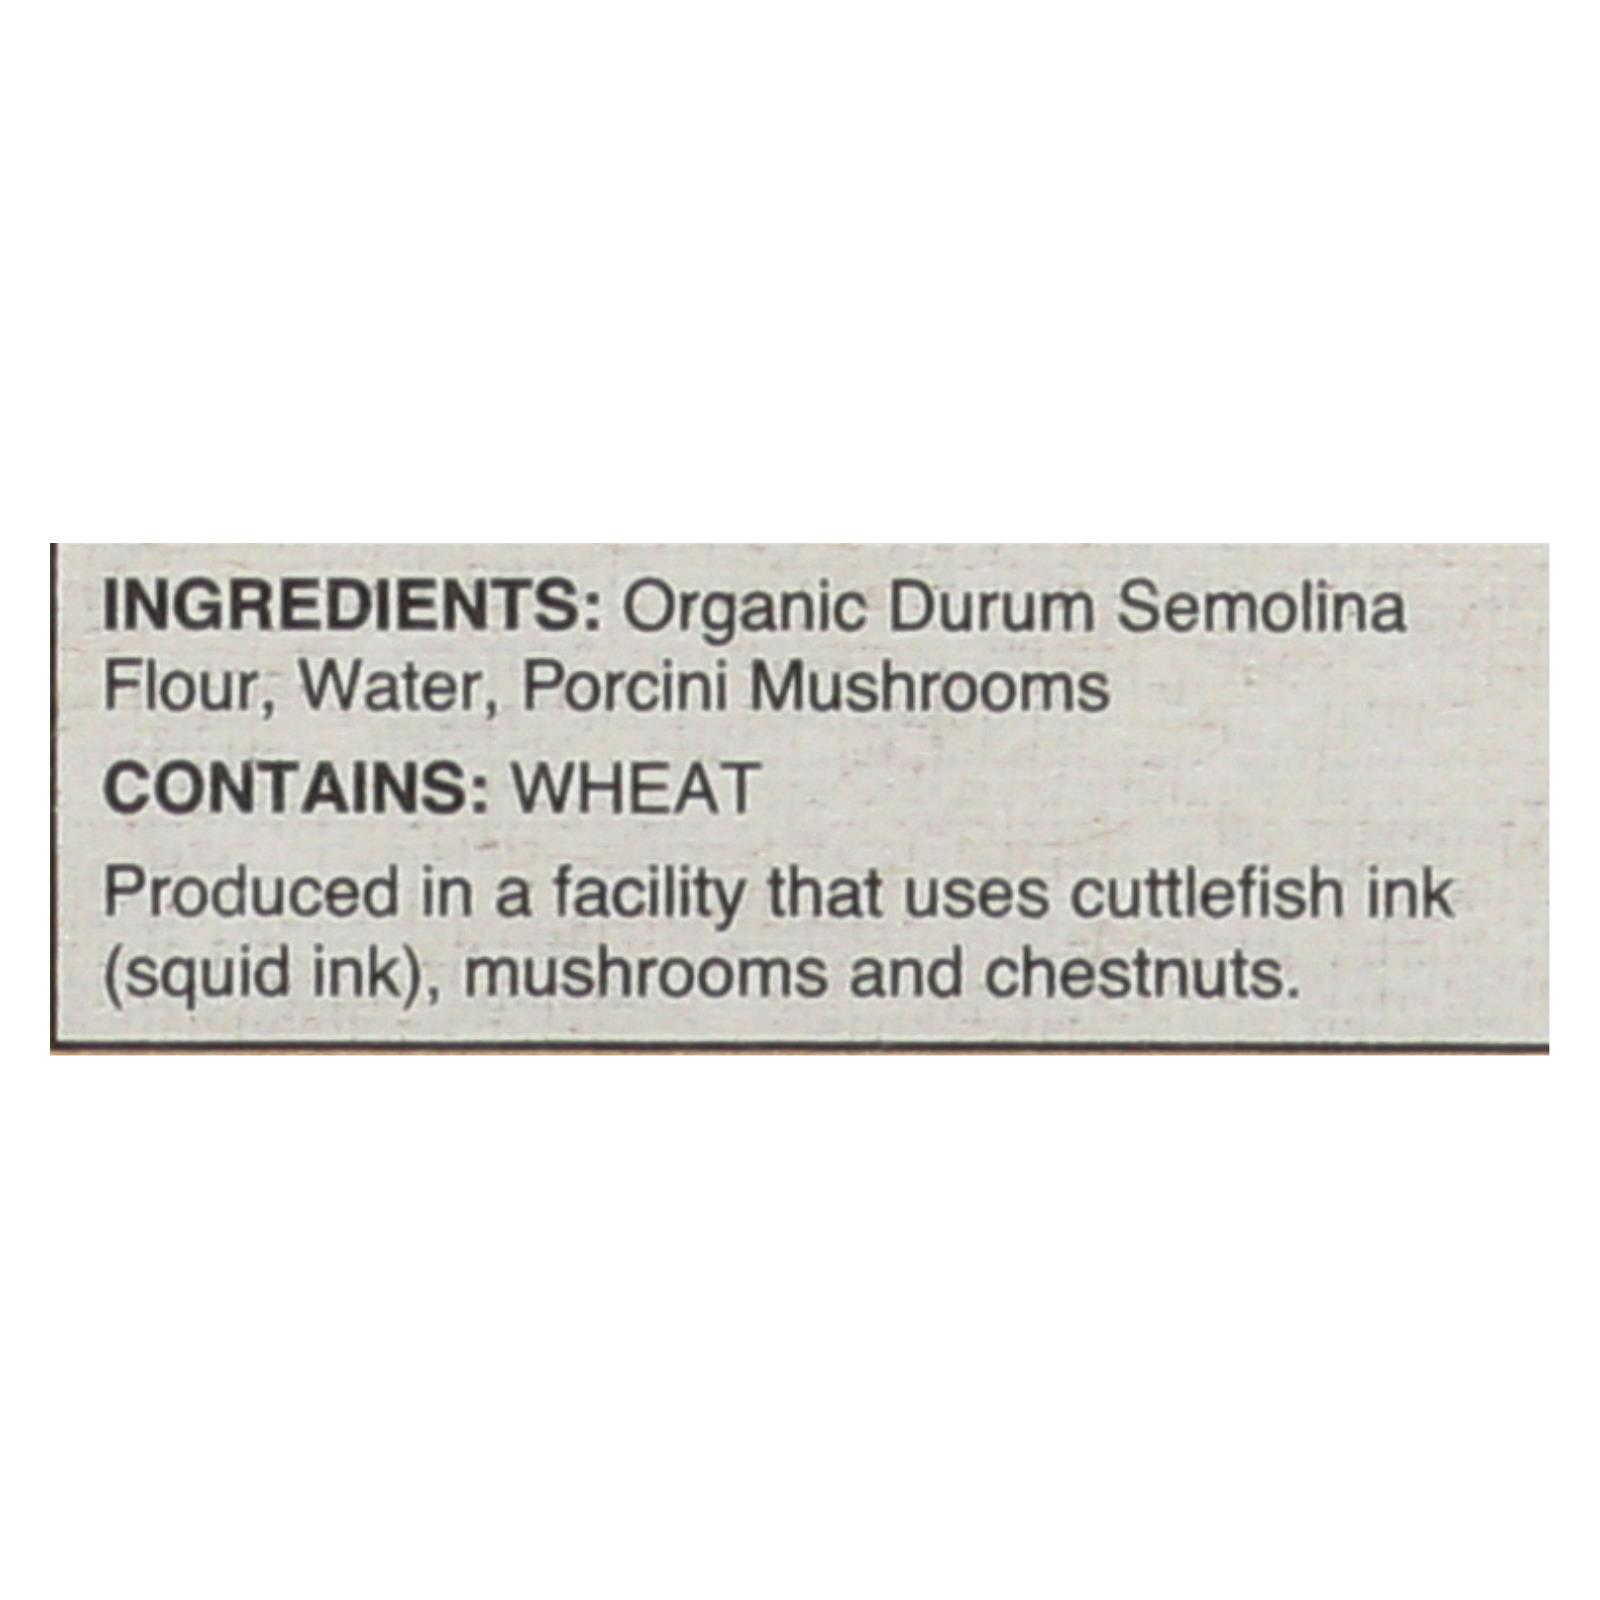 INGREDIENTS: Organic Durum Semolina
Flour, Water, Porcini Mushrooms
CONTAINS: WHEAT
Produced in a facility that uses cuttlefish ink
(squid ink), mushrooms and chestnuts.